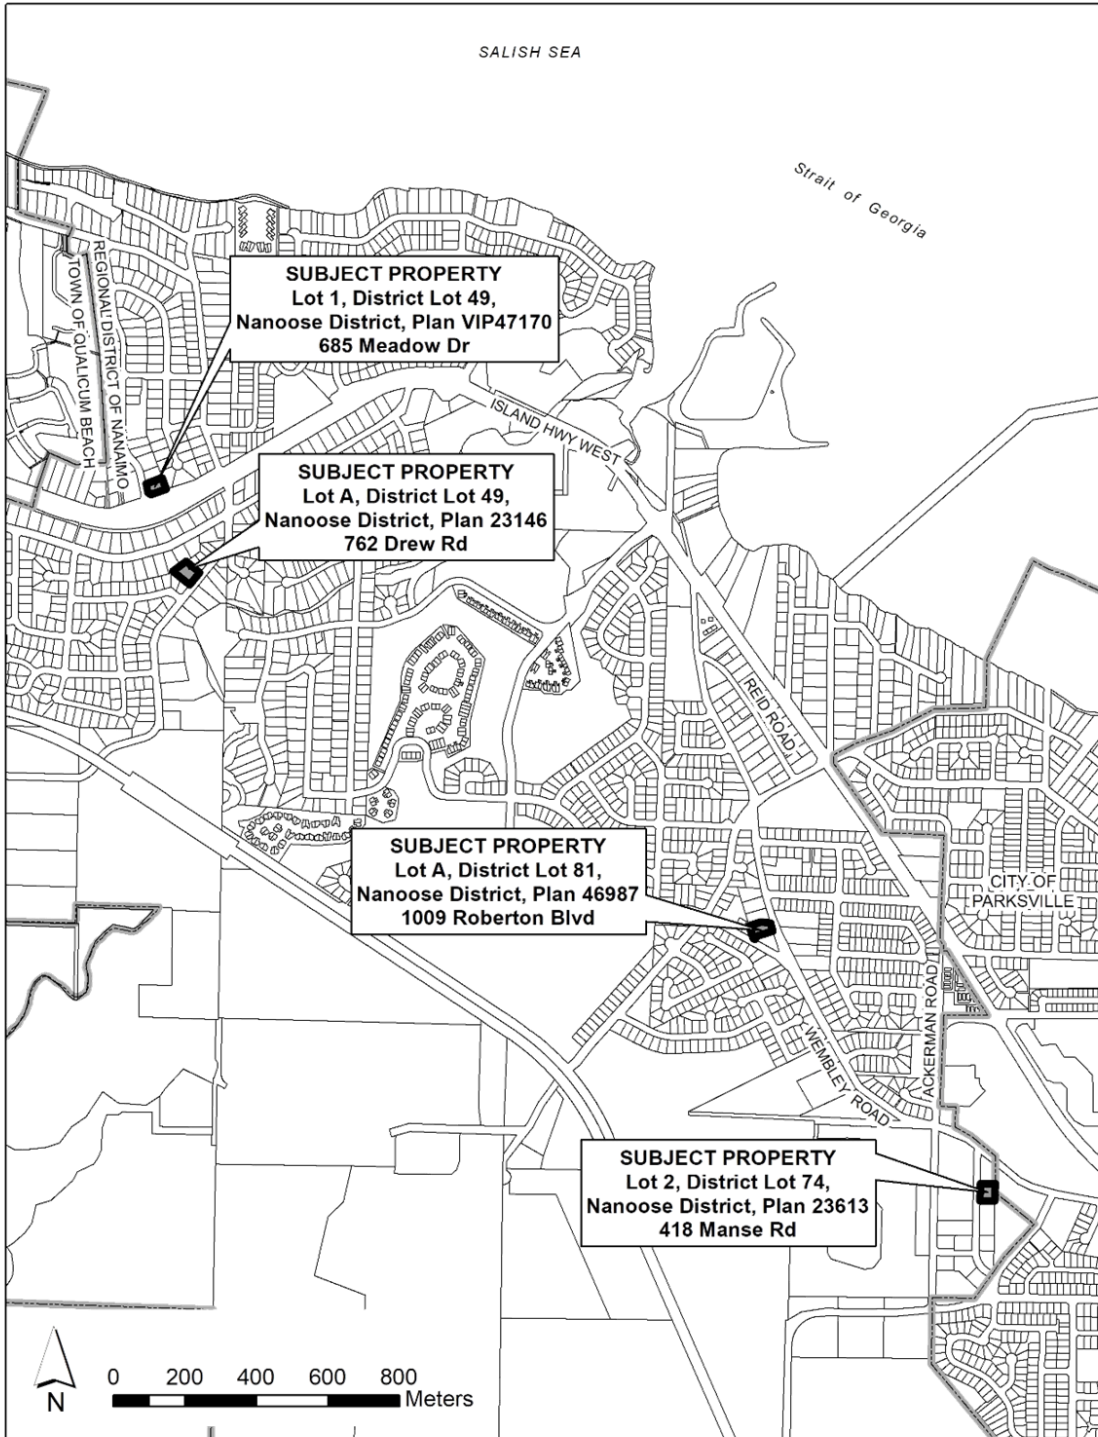 SALISH SEA
Strait of Georgia
SUBJECT PROPERTY
Lot 1, District Lot 49,
Nanoose District, Plan VIP47170
685 Meadow Dr
REGIONAL DISTRICT OF NANAIMO
TOWN OF QUALICUM BEACH
ISLAND HWY WEST
SUBJECT PROPERTY
Lot A, District Lot 49,
Nanoose District, Plan 23146
762 Drew Rd
REID ROAD
SUBJECT PROPERTY
Lot A, District Lot 81,
Nanoose District, Plan 46987
1009 Roberton Blvd
CITY OF
PARKSVILLE
ACKERMAN ROAD
WEMBLEY ROAD
SUBJECT PROPERTY
Lot 2, District Lot 74,
Nanoose District, Plan 23613
418 Manse Rd
N
0 200 400 600 800
Meters